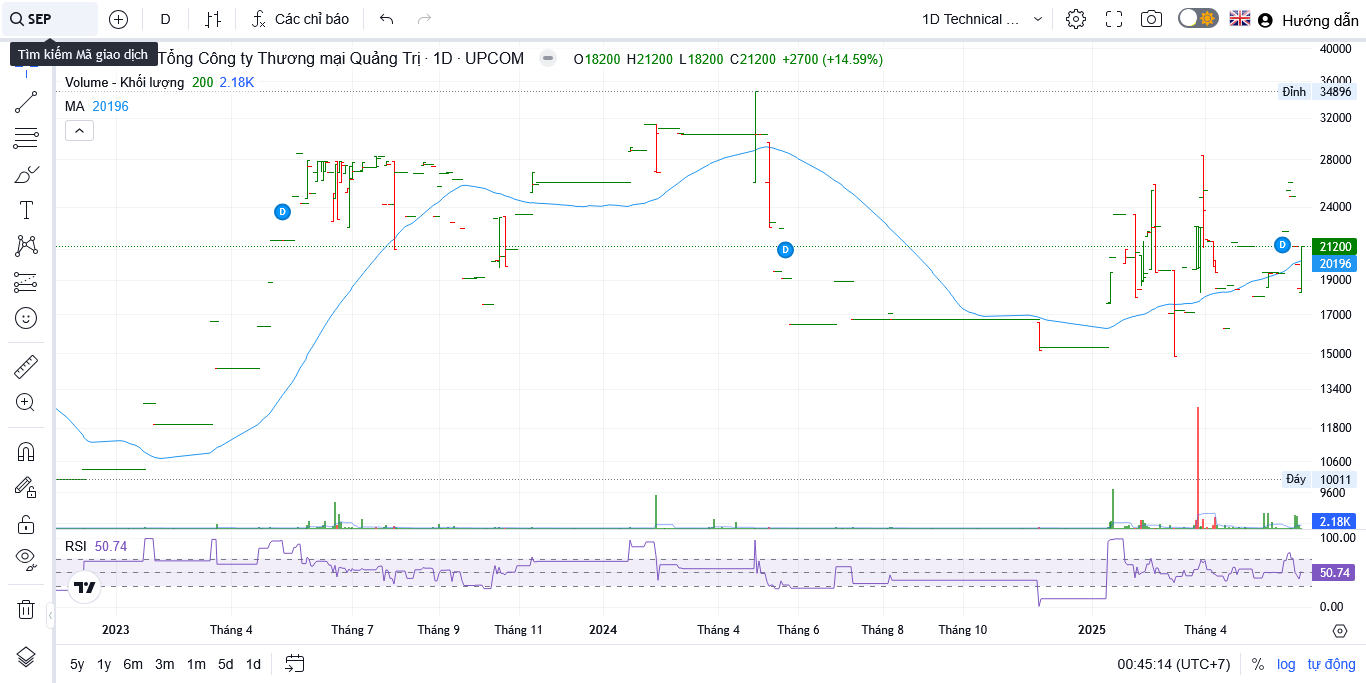 SEP
D
Các chỉ báo
1D Technical ...
Hướng dẫn
Tìm kiếm Mã giao dịch
Tổng Công ty Thương mại Quảng Trị · 1D · UPCOM
O18200 H21200 L18200 C21200 +2700 (+14.59%)
Volume - Khối lượng 200 2.18K
MA 20196
40000
36000
Đỉnh 34896
32000
28000
24000
21200
20196
19000
17000
15000
13400
11800
10600
Đáy 10011
9600
2.18K
D
D
D
RSI 50.74
100.00
50.74
0.00
2023 Tháng 4 Tháng 7 Tháng 9 Tháng 11 2024 Tháng 4 Tháng 6 Tháng 8 Tháng 10 2025 Tháng 4
5y 1y 6m 3m 1m 5d 1d
00:45:14 (UTC+7) % log tự động